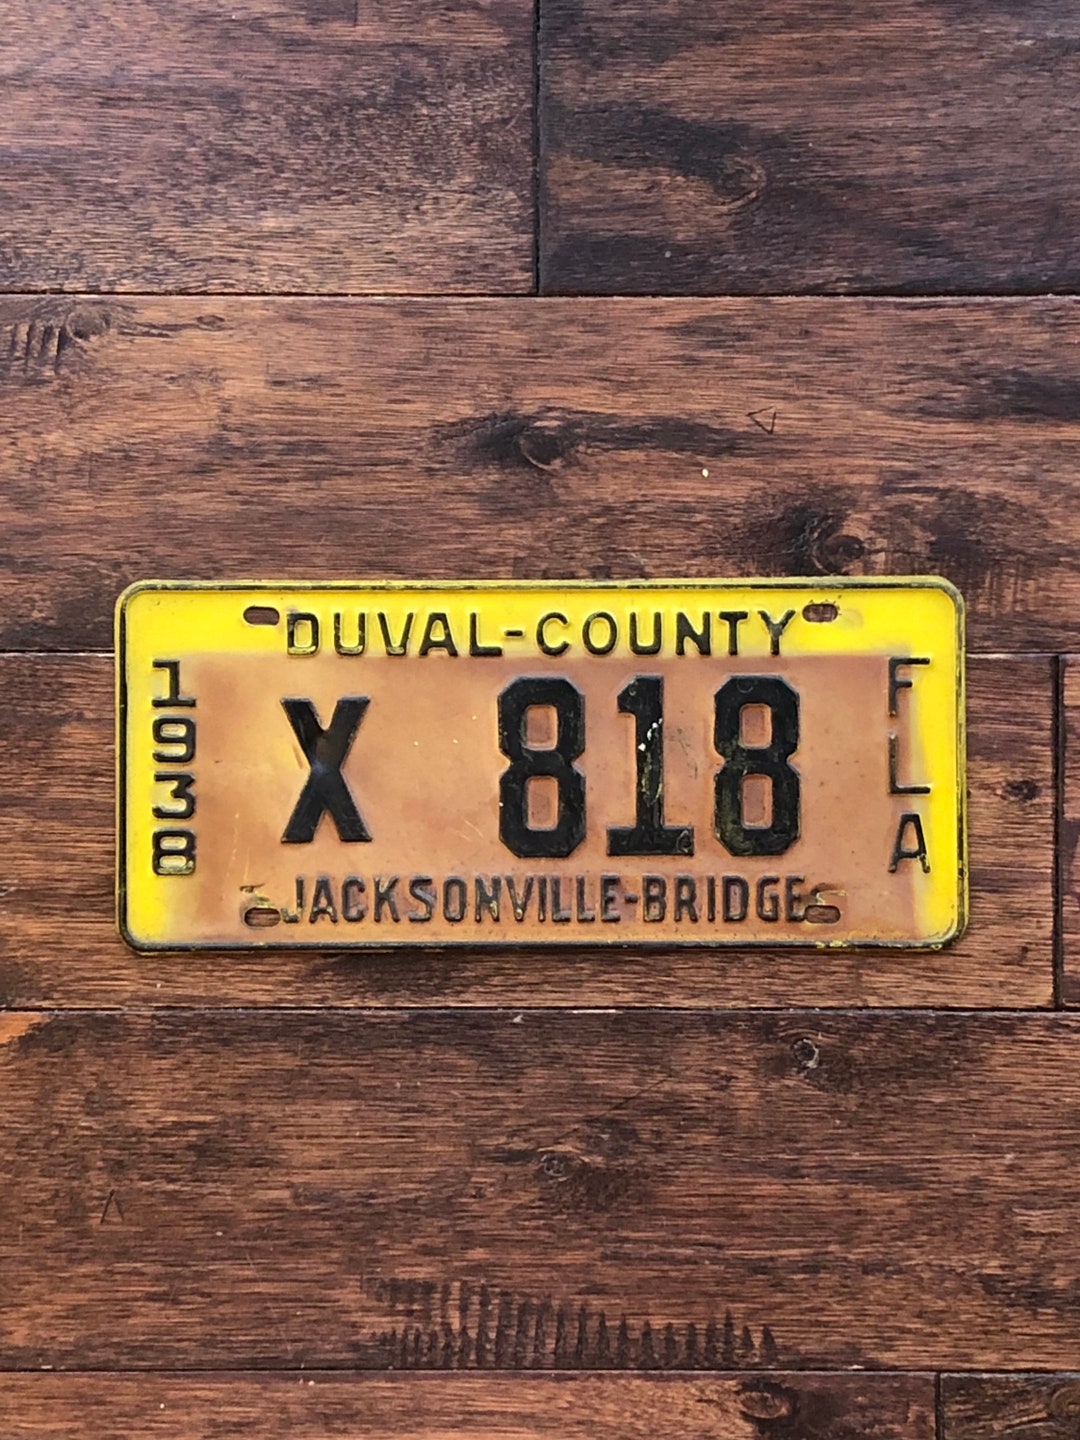 DUVAL-COUNTY
1938
X 818
FLA
JACKSONVILLE-BRIDGE